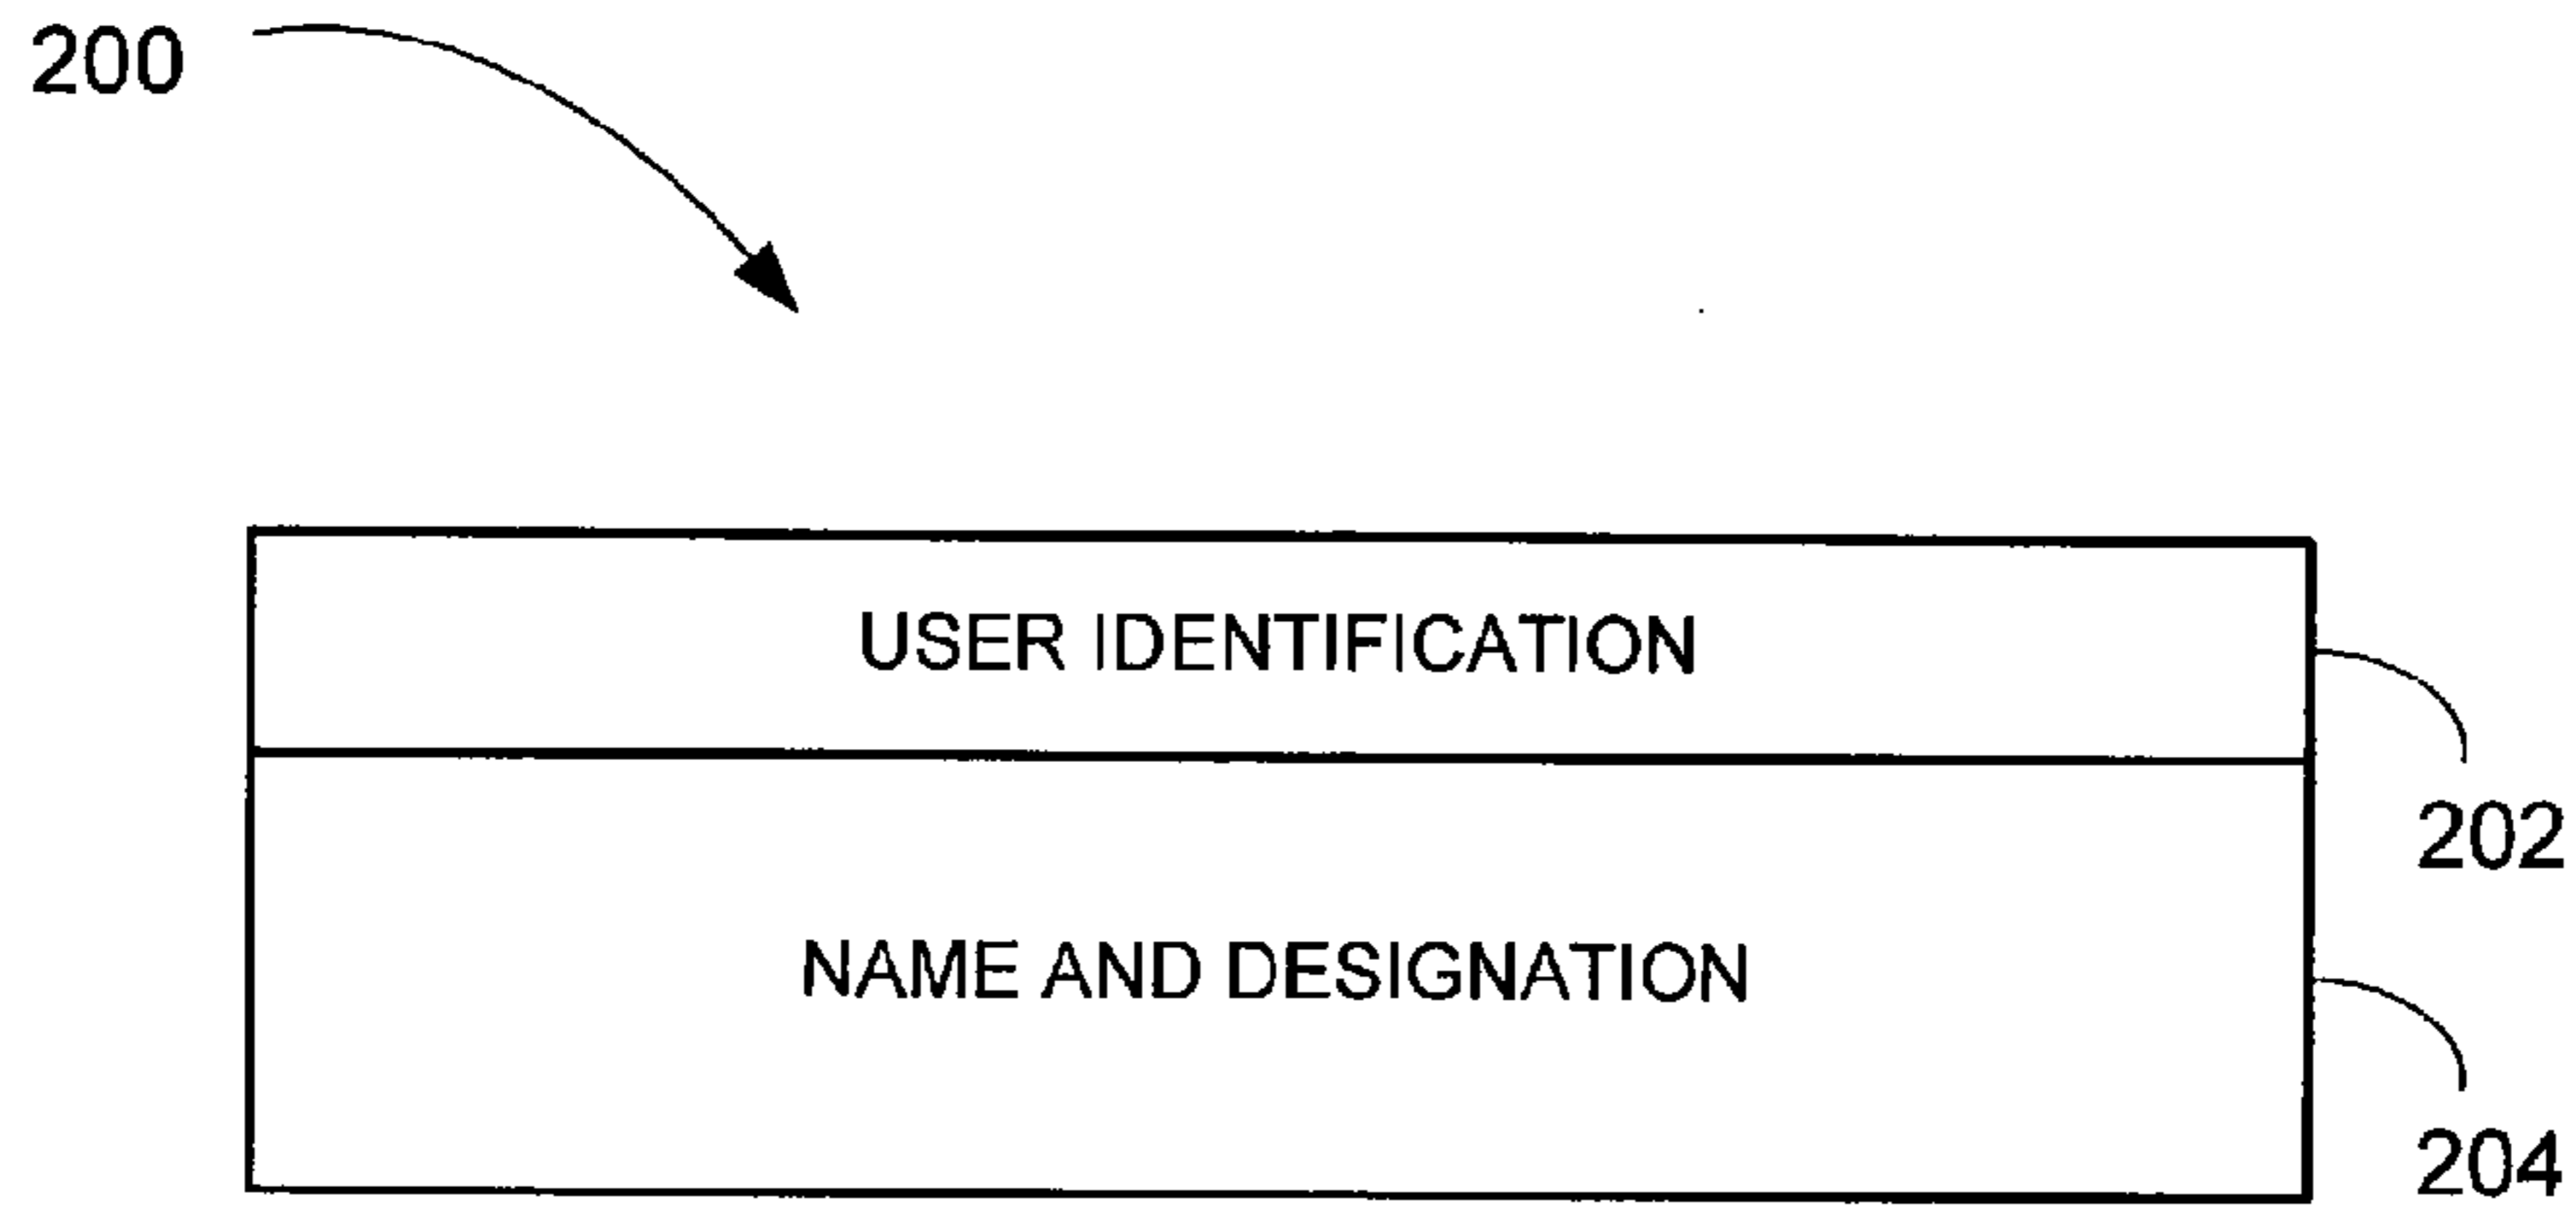 200
USER IDENTIFICATION
202
NAME AND DESIGNATION
204